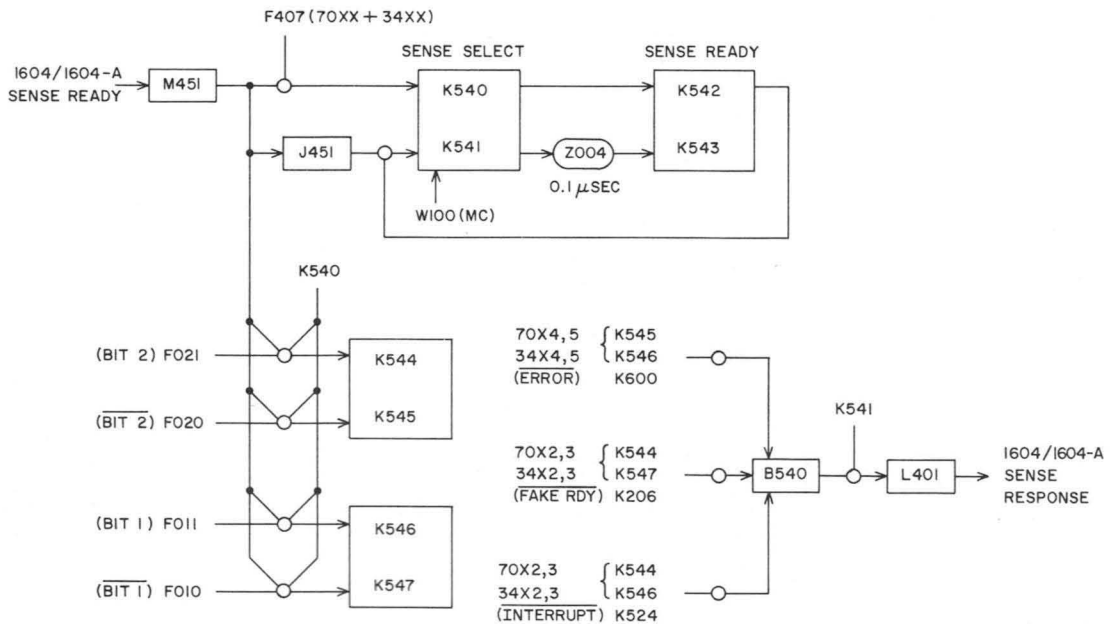 F407 (70XX + 34XX)
SENSE SELECT
SENSE READY
1604/1604-A
SENSE READY
M451
K540
K542
J451
K541
Z004
K543
0.1 μSEC
W100 (MC)
K540
(BIT 2) F021
K544
(BIT 2) F020
K545
(BIT 1) F011
K546
(BIT 1) F010
K547
70X4,5 { K545
34X4,5 K546
(ERROR) K600
K541
70X2,3 { K544
34X2,3 K547
(FAKE RDY) K206
B540
L401
1604/1604-A
SENSE
RESPONSE
70X2,3 { K544
34X2,3 K546
(INTERRUPT) K524